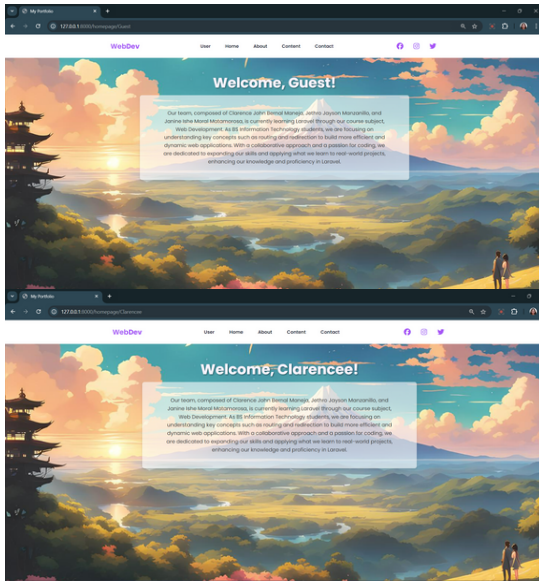 My Portfolio
127.0.0.1:8000/homepage/Guest
WebDev User Home About Content Contact
Welcome, Guest!
Our team, composed of Clarence John Bernal Manejo, Jethro Jayson Manzanillo, and
Janine Ishe Moral Matamorosa, is currently learning Laravel through our course subject,
Web Development. As BS Information Technology students, we are focusing on
understanding key concepts such as routing and redirection to build more efficient and
dynamic web applications. With a collaborative approach and a passion for coding, we
are dedicated to expanding our skills and applying what we learn to real-world projects,
enhancing our knowledge and proficiency in Laravel.
My Portfolio
127.0.0.1:8000/homepage/Clarencee
WebDev User Home About Content Contact
Welcome, Clarencee!
Our team, composed of Clarence John Bernal Manejo, Jethro Jayson Manzanillo, and
Janine Ishe Moral Matamorosa, is currently learning Laravel through our course subject,
Web Development. As BS Information Technology students, we are focusing on
understanding key concepts such as routing and redirection to build more efficient and
dynamic web applications. With a collaborative approach and a passion for coding, we
are dedicated to expanding our skills and applying what we learn to real-world projects,
enhancing our knowledge and proficiency in Laravel.